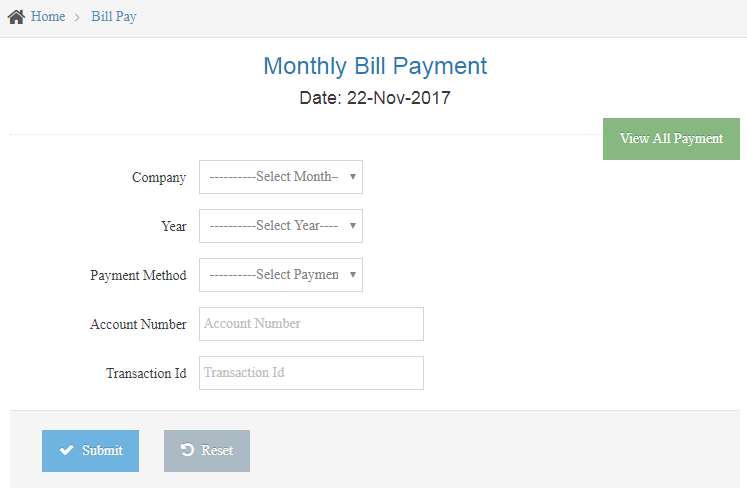 Home > Bill Pay
Monthly Bill Payment
Date: 22-Nov-2017
View All Payment
Company ----------Select Month--
Year ----------Select Year----
Payment Method ----------Select Paymen
Account Number Account Number
Transaction Id Transaction Id
Submit Reset